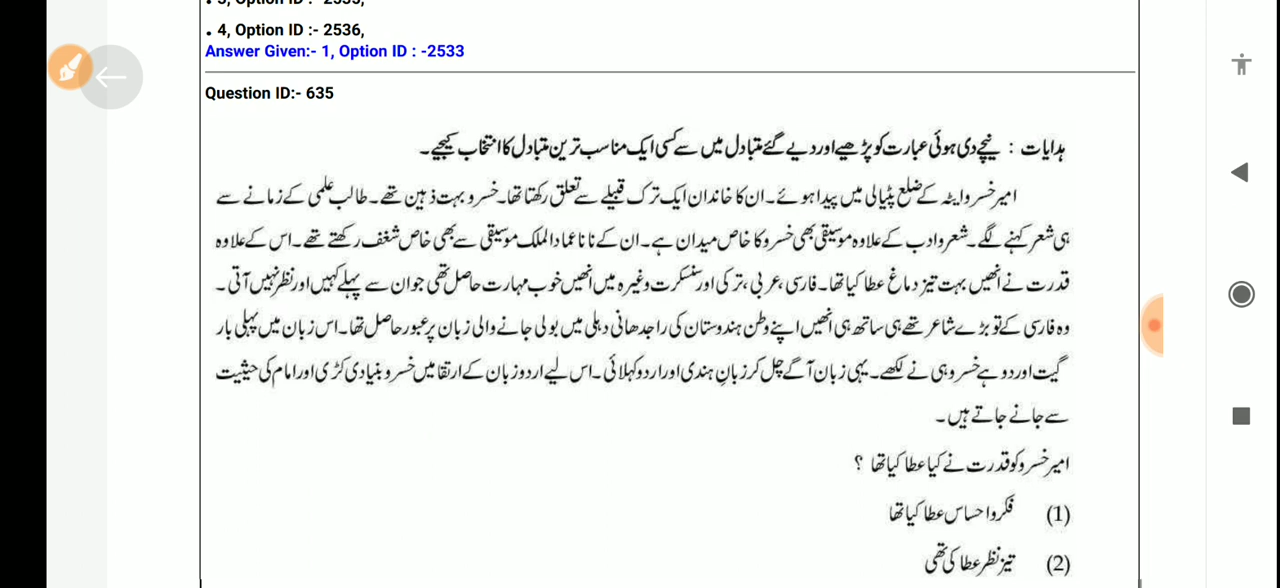 . 3, Option ID :- 2535,
. 4, Option ID :- 2536,
Answer Given:- 1, Option ID : -2533
Question ID:- 635
ہدایات : نیچے دی ہوئی عبارت کو پڑھیے اور دیے گئے متبادل میں سے کسی ایک مناسب ترین متبادل کا انتخاب کیجیے۔
امیر خسرو ایٹہ کے ضلع پٹیالی میں پیدا ہوئے۔ ان کا خاندان ایک ترک قبیلے سے تعلق رکھتا تھا۔ خسرو بہت ذہین تھے۔ طالب علمی کے زمانے سے
ہی شعر کہنے لگے۔ شعر و ادب کے علاوہ موسیقی بھی خسرو کا خاص میدان ہے۔ ان کے نانا عماد الملک موسیقی سے بھی خاص شغف رکھتے تھے۔ اس کے علاوہ
قدرت نے انھیں بہت تیز دماغ عطا کیا تھا۔ فارسی، عربی، ترکی اور سنسکرت وغیرہ میں انھیں خوب مہارت حاصل تھی جو ان سے پہلے کہیں اور نظر نہیں آتی۔
وہ فارسی کے تو بڑے شاعر تھے ہی ساتھ ہی انھیں اپنے وطن ہندوستان کی راجدھانی دہلی میں بولی جانے والی زبان پر عبور حاصل تھا۔ اس زبان میں پہلی بار
گیت اور دوہے خسرو ہی نے لکھے۔ یہی زبان آگے چل کر زبانِ ہندی اور اردو کہلائی۔ اس لیے اردو زبان کے ارتقا میں خسرو بنیادی کڑی اور امام کی حیثیت
سے جانے جاتے ہیں۔
امیر خسرو کو قدرت نے کیا عطا کیا تھا ؟
(1) فکر و احساس عطا کیا تھا
(2) تیز نظر عطا کی تھی